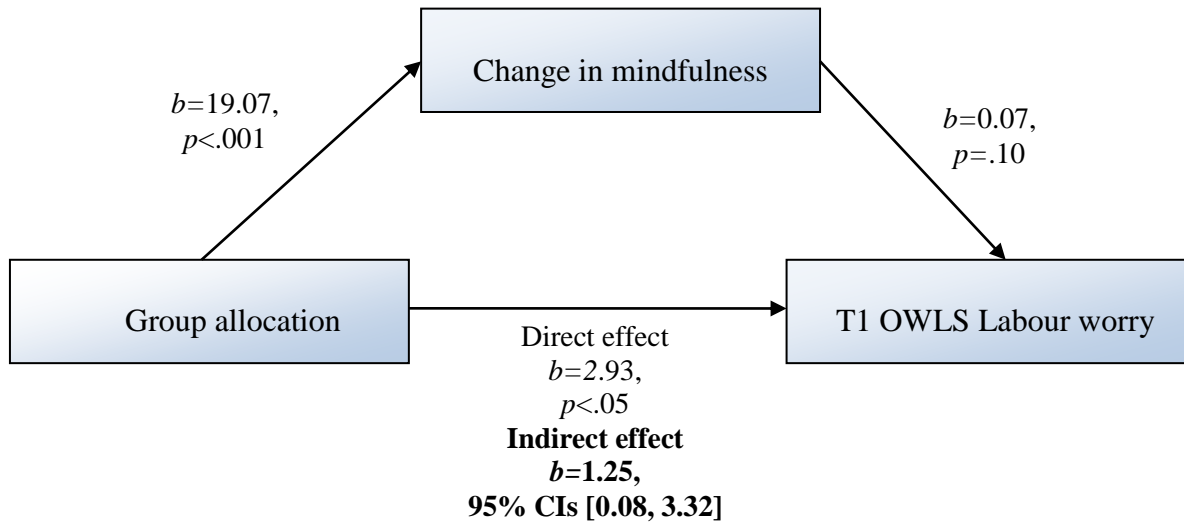 Change in mindfulness
b=19.07,
p<.001
b=0.07,
p=.10
Group allocation
T1 OWLS Labour worry
Direct effect
b=2.93,
p<.05
Indirect effect
b=1.25,
95% CIs [0.08, 3.32]